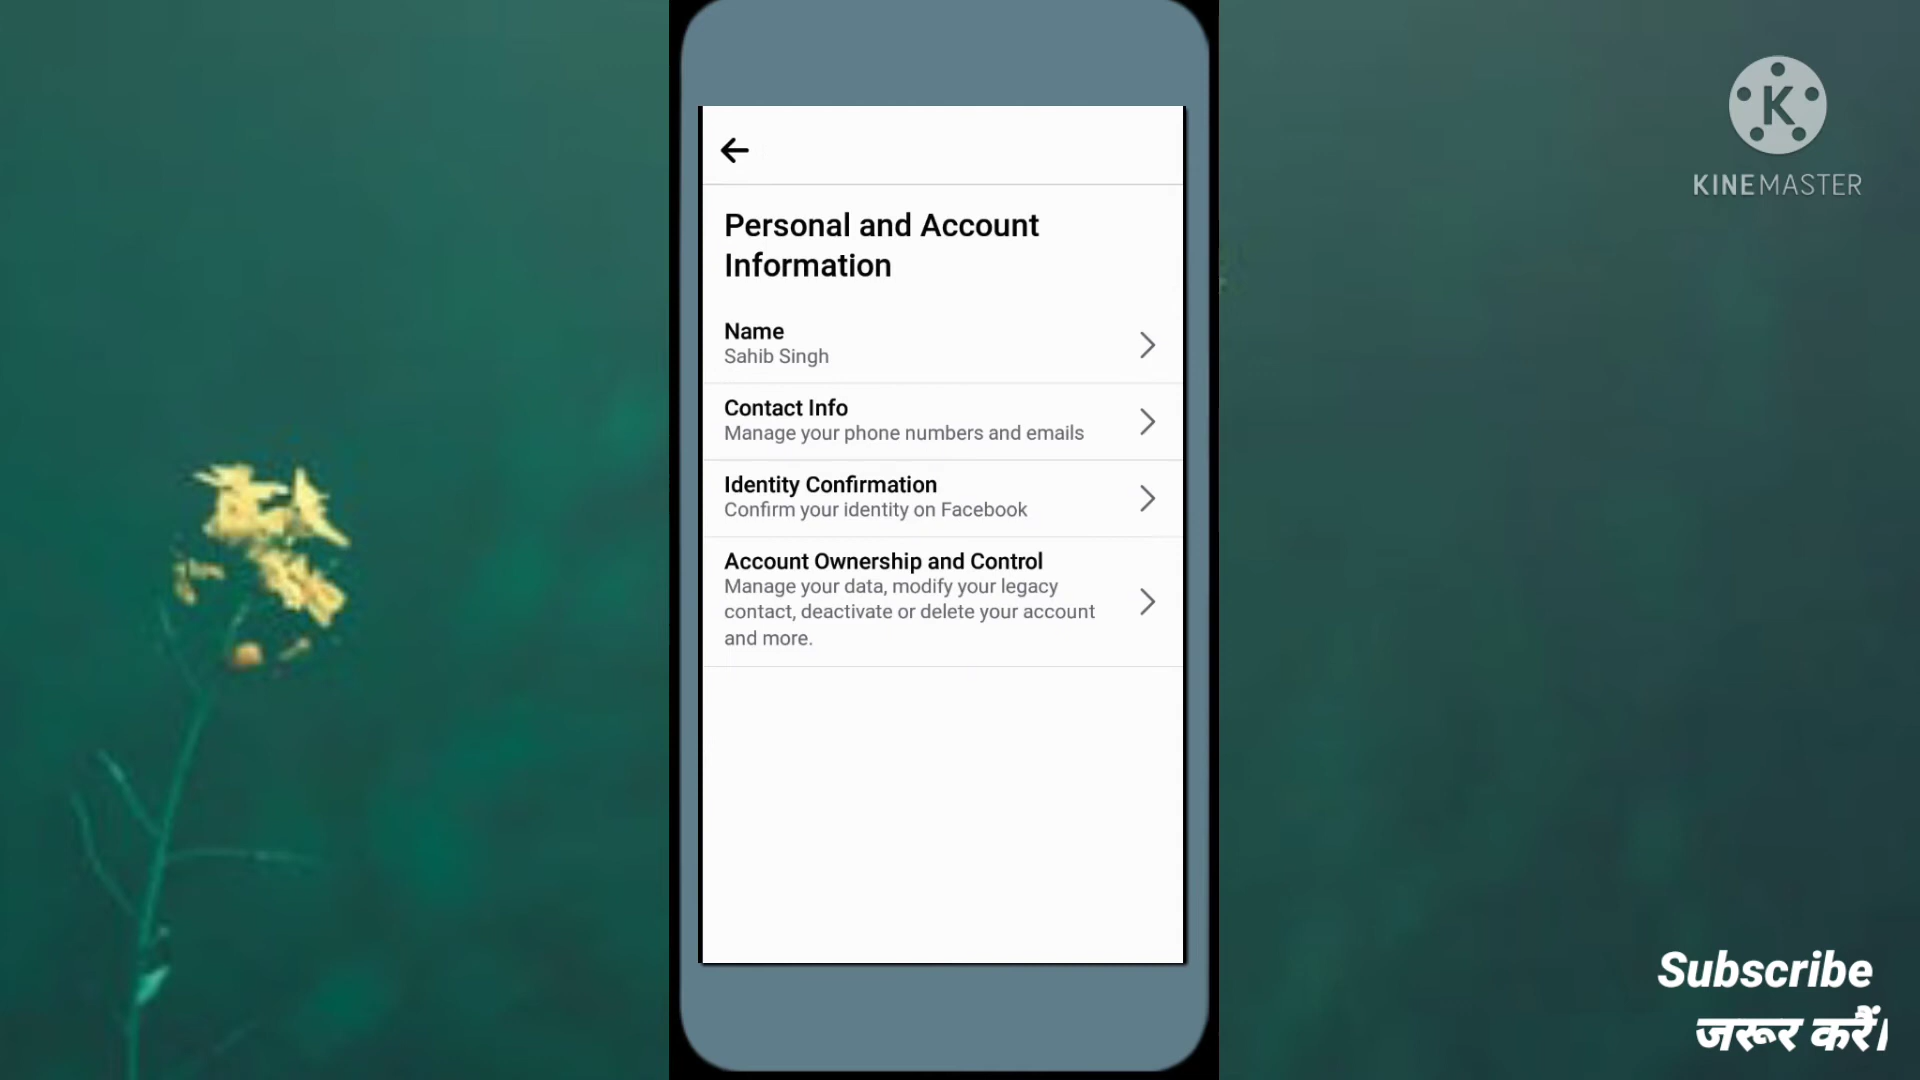 Personal and Account
Information
Name
Sahib Singh
Contact Info
Manage your phone numbers and emails
Identity Confirmation
Confirm your identity on Facebook
Account Ownership and Control
Manage your data, modify your legacy
contact, deactivate or delete your account
and more.
K
KINEMASTER
Subscribe
जरूर करें।